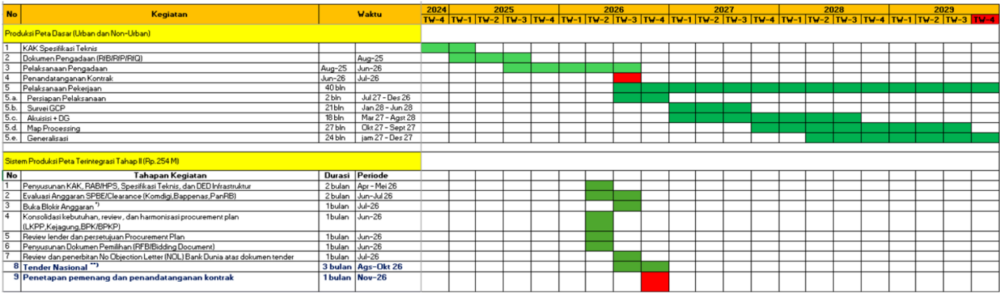 No Kegiatan Waktu 2024 2025 2026 2027 2028 2029
TW-4 TW-1 TW-2 TW-3 TW-4 TW-1 TW-2 TW-3 TW-4 TW-1 TW-2 TW-3 TW-4 TW-1 TW-2 TW-3 TW-4 TW-1 TW-2 TW-3 TW-4
Produksi Peta Dasar (Urban dan Non-Urban)
1 KAK Spesifikasi Teknis
2 Dokumen Pengadaan (RfB/RfP/RfQ) Aug-25
3 Pelaksanaan Pengadaan Aug-25 Jun-26
4 Penandatanganan Kontrak Jun-26 Jul-26
5 Pelaksanaan Pekerjaan 40 bln
5.a. Persiapan Pelaksanaan 2 bln Jul 27 - Des 26
5.b. Survei GCP 21 bln Jan 28 - Jun 28
5.c. Akuisisi + DG 18 bln Mar 27 - Agst 28
5.d. Map Processing 27 bln Okt 27 - Sept 27
5.e. Generalisasi 24 bln jam 27 - Des 27
Sistem Produksi Peta Terintegrasi Tahap II (Rp. 254 M)
No Tahapan Kegiatan Durasi Periode
1 Penyusunan KAK, RAB/HPS, Spesifikasi Teknis, dan DED Infrastruktur 2 bulan Apr - Mei 26
2 Evaluasi Anggaran SPBE/Clearance (Komdigi,Bappenas,PanRB) 2 bulan Jun-Jul 26
3 Buka Blokir Anggaran *) 1 bulan Jul-26
4 Konsolidasi kebutuhan, review, dan harmonisasi procurement plan 1 bulan Jun-26
(LKPP,Kejagung,BPK/BPKP)
5 Review lender dan persetujuan Procurement Plan 1 bulan Jun-26
6 Penyusunan Dokumen Pemilihan (RFB/Bidding Document) 1 bulan Jun-26
7 Review dan penerbitan No Objection Letter (NOL) Bank Dunia atas dokumen tender 1 bulan Jul-26
8 Tender Nasional **) 3 bulan Ags-Okt 26
9 Penetapan pemenang dan penandatanganan kontrak 1 bulan Nov-26